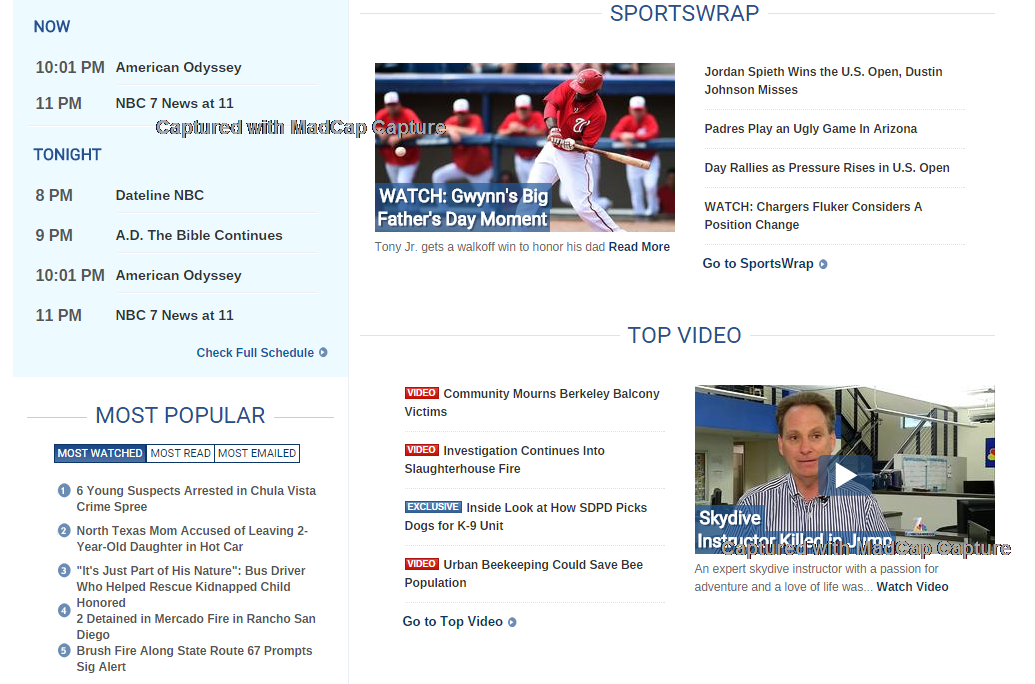 NOW
10:01 PM American Odyssey
11 PM NBC 7 News at 11
Captured with MadCap Capture
TONIGHT
8 PM Dateline NBC
9 PM A.D. The Bible Continues
10:01 PM American Odyssey
11 PM NBC 7 News at 11
Check Full Schedule
MOST POPULAR
MOST WATCHED MOST READ MOST EMAILED
1 6 Young Suspects Arrested in Chula Vista
Crime Spree
2 North Texas Mom Accused of Leaving 2-
Year-Old Daughter in Hot Car
3 "It's Just Part of His Nature": Bus Driver
Who Helped Rescue Kidnapped Child
Honored
4 2 Detained in Mercado Fire in Rancho San
Diego
5 Brush Fire Along State Route 67 Prompts
Sig Alert
SPORTSWRAP
W
WATCH: Gwynn's Big
Father's Day Moment
Tony Jr. gets a walkoff win to honor his dad Read More
Jordan Spieth Wins the U.S. Open, Dustin
Johnson Misses
Padres Play an Ugly Game In Arizona
Day Rallies as Pressure Rises in U.S. Open
WATCH: Chargers Fluker Considers A
Position Change
Go to SportsWrap
TOP VIDEO
VIDEO Community Mourns Berkeley Balcony
Victims
VIDEO Investigation Continues Into
Slaughterhouse Fire
EXCLUSIVE Inside Look at How SDPD Picks
Dogs for K-9 Unit
VIDEO Urban Beekeeping Could Save Bee
Population
Go to Top Video
7
Skydive
Instructor Killed in Jump
Captured with MadCap Capture
An expert skydive instructor with a passion for
adventure and a love of life was... Watch Video